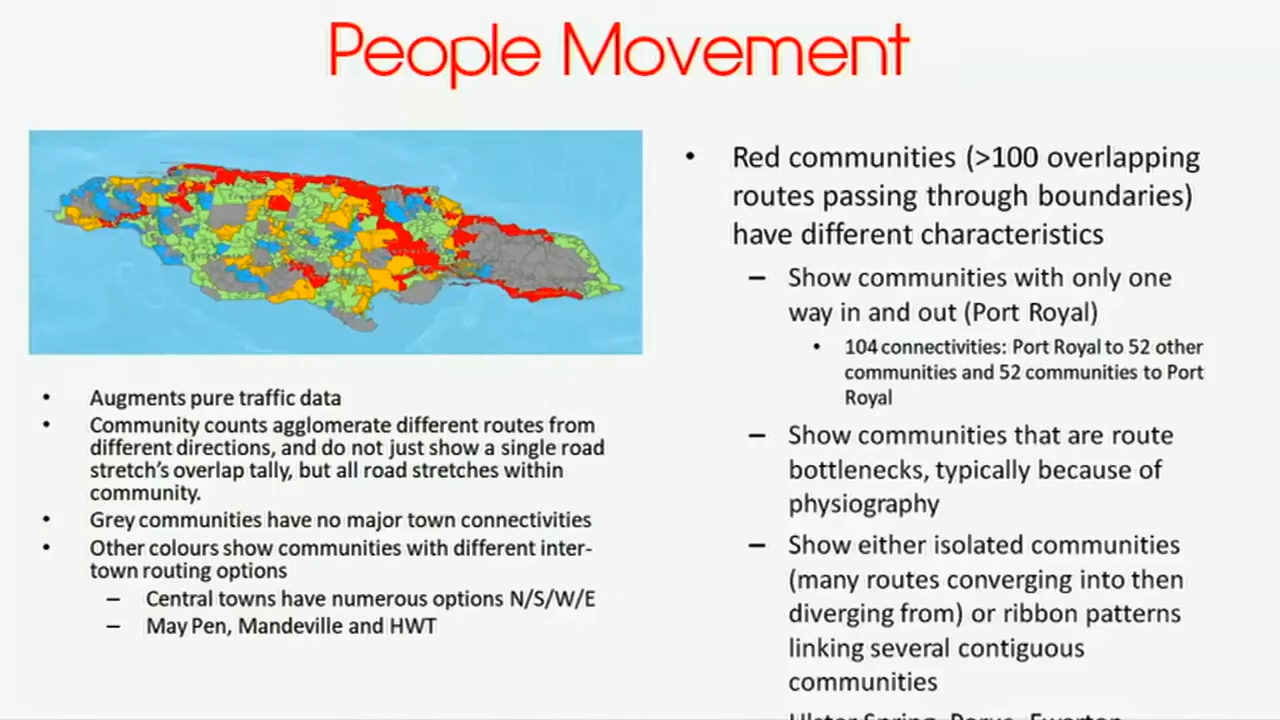 People Movement
• Augments pure traffic data
• Community counts agglomerate different routes from
different directions, and do not just show a single road
stretch's overlap tally, but all road stretches within
community.
• Grey communities have no major town connectivities
• Other colours show communities with different inter-
town routing options
– Central towns have numerous options N/S/W/E
– May Pen, Mandeville and HWT
• Red communities (>100 overlapping
routes passing through boundaries)
have different characteristics
– Show communities with only one
way in and out (Port Royal)
• 104 connectivities: Port Royal to 52 other
communities and 52 communities to Port
Royal
– Show communities that are route
bottlenecks, typically because of
physiography
– Show either isolated communities
(many routes converging into then
diverging from) or ribbon patterns
linking several contiguous
communities